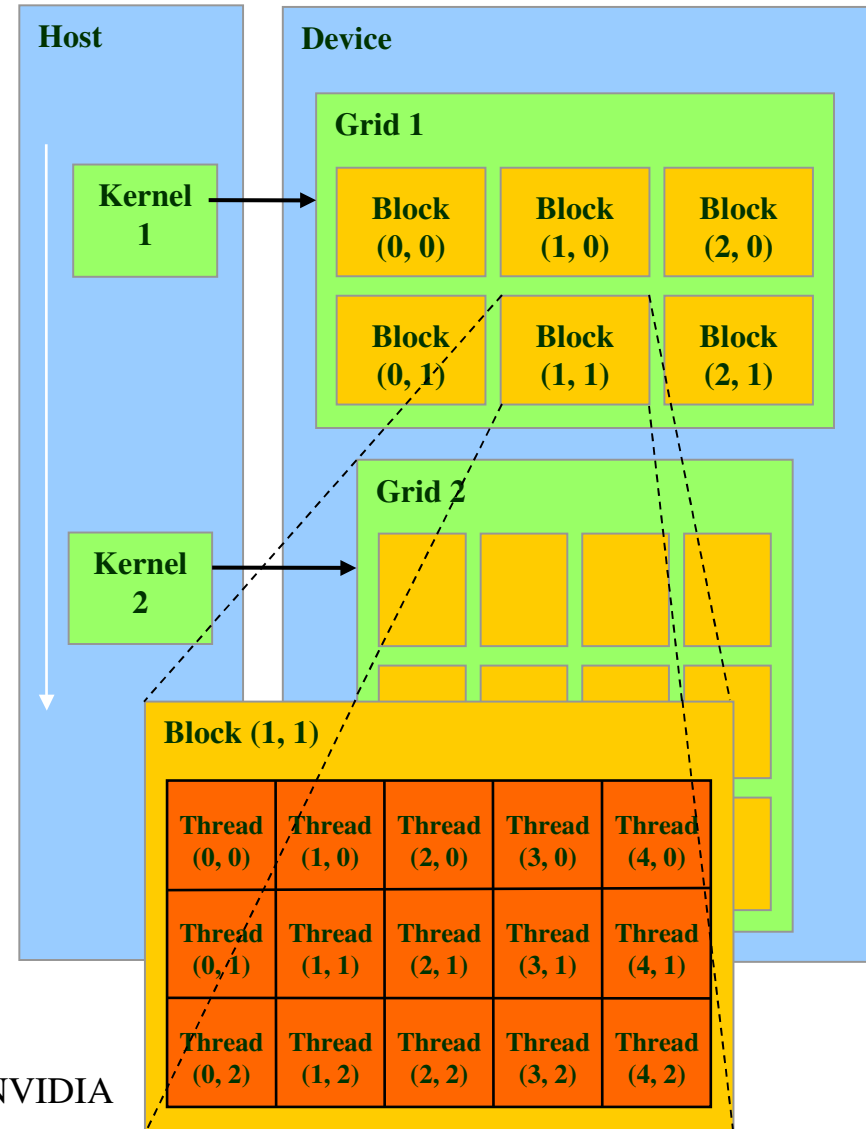 Host
Device
Grid 1
Kernel
1
Block
(0, 0)
Block
(1, 0)
Block
(2, 0)
Block
(0, 1)
Block
(1, 1)
Block
(2, 1)
Grid 2
Kernel
2
Block (1, 1)
Thread
(0, 0)
Thread
(1, 0)
Thread
(2, 0)
Thread
(3, 0)
Thread
(4, 0)
Thread
(0, 1)
Thread
(1, 1)
Thread
(2, 1)
Thread
(3, 1)
Thread
(4, 1)
Thread
(0, 2)
Thread
(1, 2)
Thread
(2, 2)
Thread
(3, 2)
Thread
(4, 2)
NVIDIA